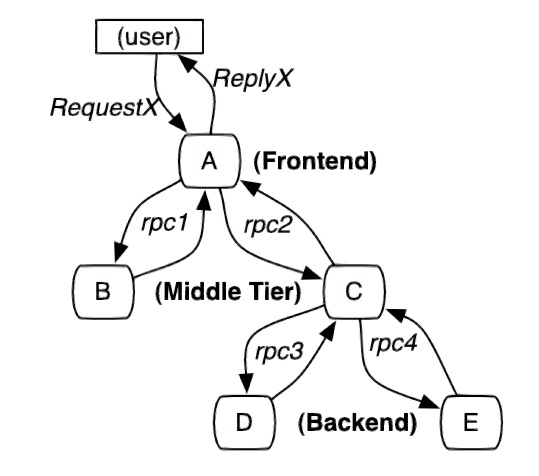 (user)
ReplyX
RequestX
A
(Frontend)
rpc1
rpc2
B
(Middle Tier)
C
rpc3
rpc4
D
(Backend)
E